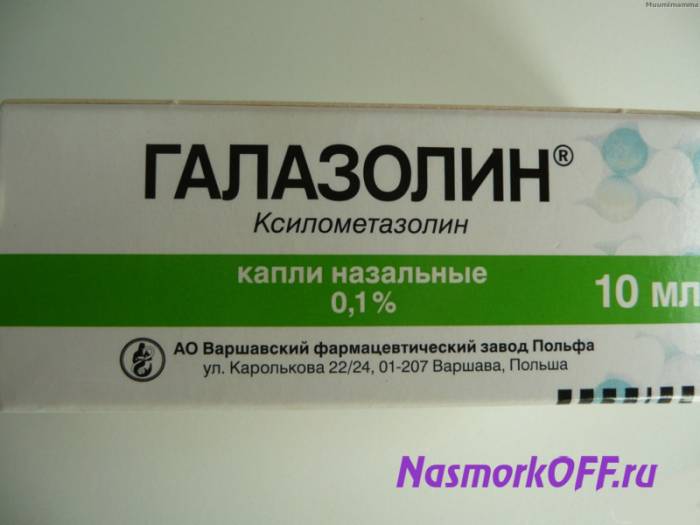 Muumimamma
ГАЛАЗОЛИН®
Ксилометазолин
капли назальные
0,1%
10 мл
АО Варшавский фармацевтический завод Польфа
ул. Каролькова 22/24, 01-207 Варшава, Польша
NasmorkOFF.ru